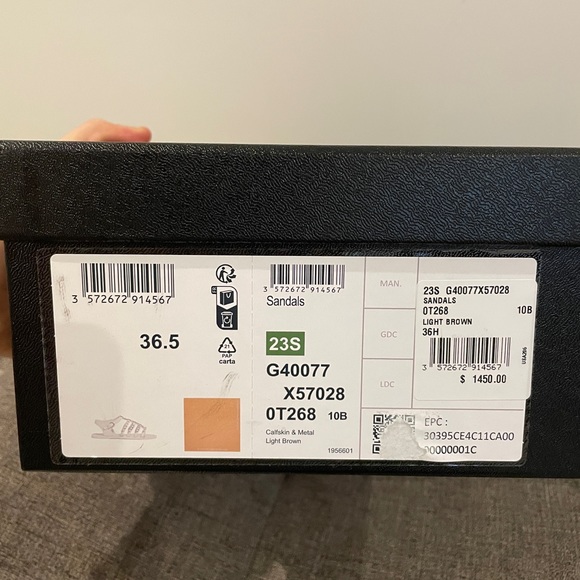 3 572672 914567
36.5
21
PAP
carta
3 572672 914567
Sandals
23S
G40077
X57028
0T268 10B
Calfskin & Metal
Light Brown
1956601
MAN.
GDC
LDC
23S G40077X57028
SANDALS
0T268 10B
LIGHT BROWN
36H
3 572672 914567
$ 1450.00
EPC :
30395CE4C11CA00
00000001C